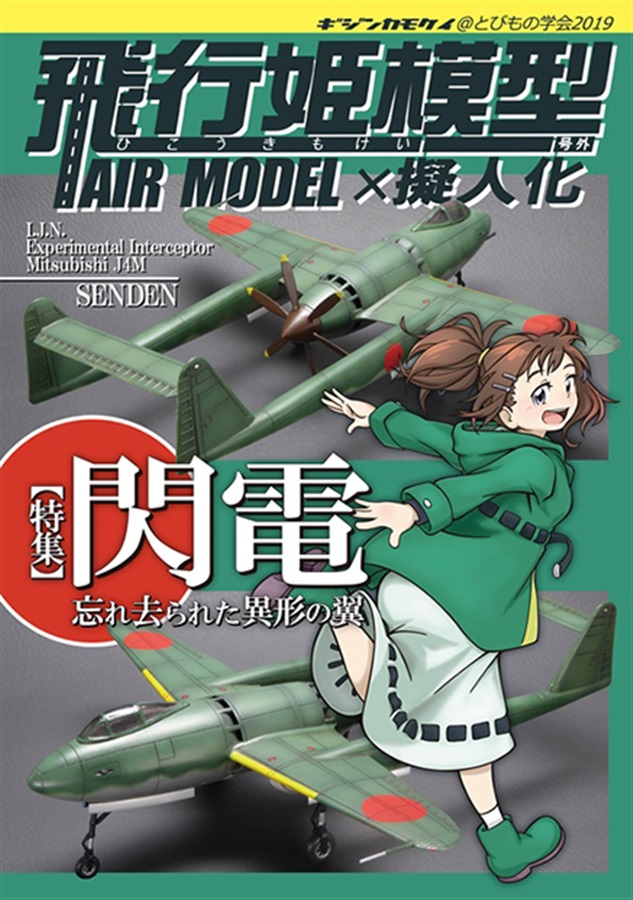 ギジンカモケイ@とびもの学会2019
飛行姫模型
ひこうきもけい 号外
AIR MODEL×擬人化
I.J.N.
Experimental Interceptor
Mitsubishi J4M
SENDEN
【特集】
閃電
忘れ去られた異形の翼